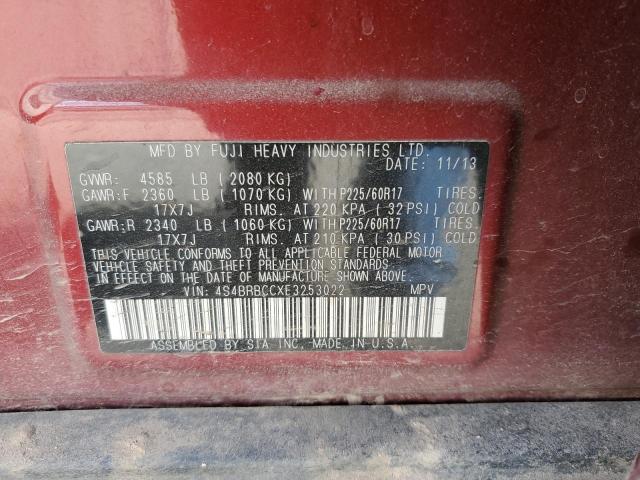 MFD BY FUJI HEAVY INDUSTRIES LTD.
DATE: 11/13
GVWR: 4585 LB (2080 KG)
GAWR:F 2360 LB (1070 KG) WITH P225/60R17 TIRES,
17X7J RIMS, AT 220 KPA (32 PSI) COLD
GAWR:R 2340 LB (1060 KG) WITH P225/60R17 TIRES,
17X7J RIMS, AT 210 KPA (30 PSI) COLD
THIS VEHICLE CONFORMS TO ALL APPLICABLE FEDERAL MOTOR
VEHICLE SAFETY AND THEFT PREVENTION STANDARDS
IN EFFECT ON THE DATE OF MANUFACTURE SHOWN ABOVE.
VIN: 4S4BRBCCXE3253022 MPV
ASSEMBLED BY SIA INC. MADE IN U.S.A.